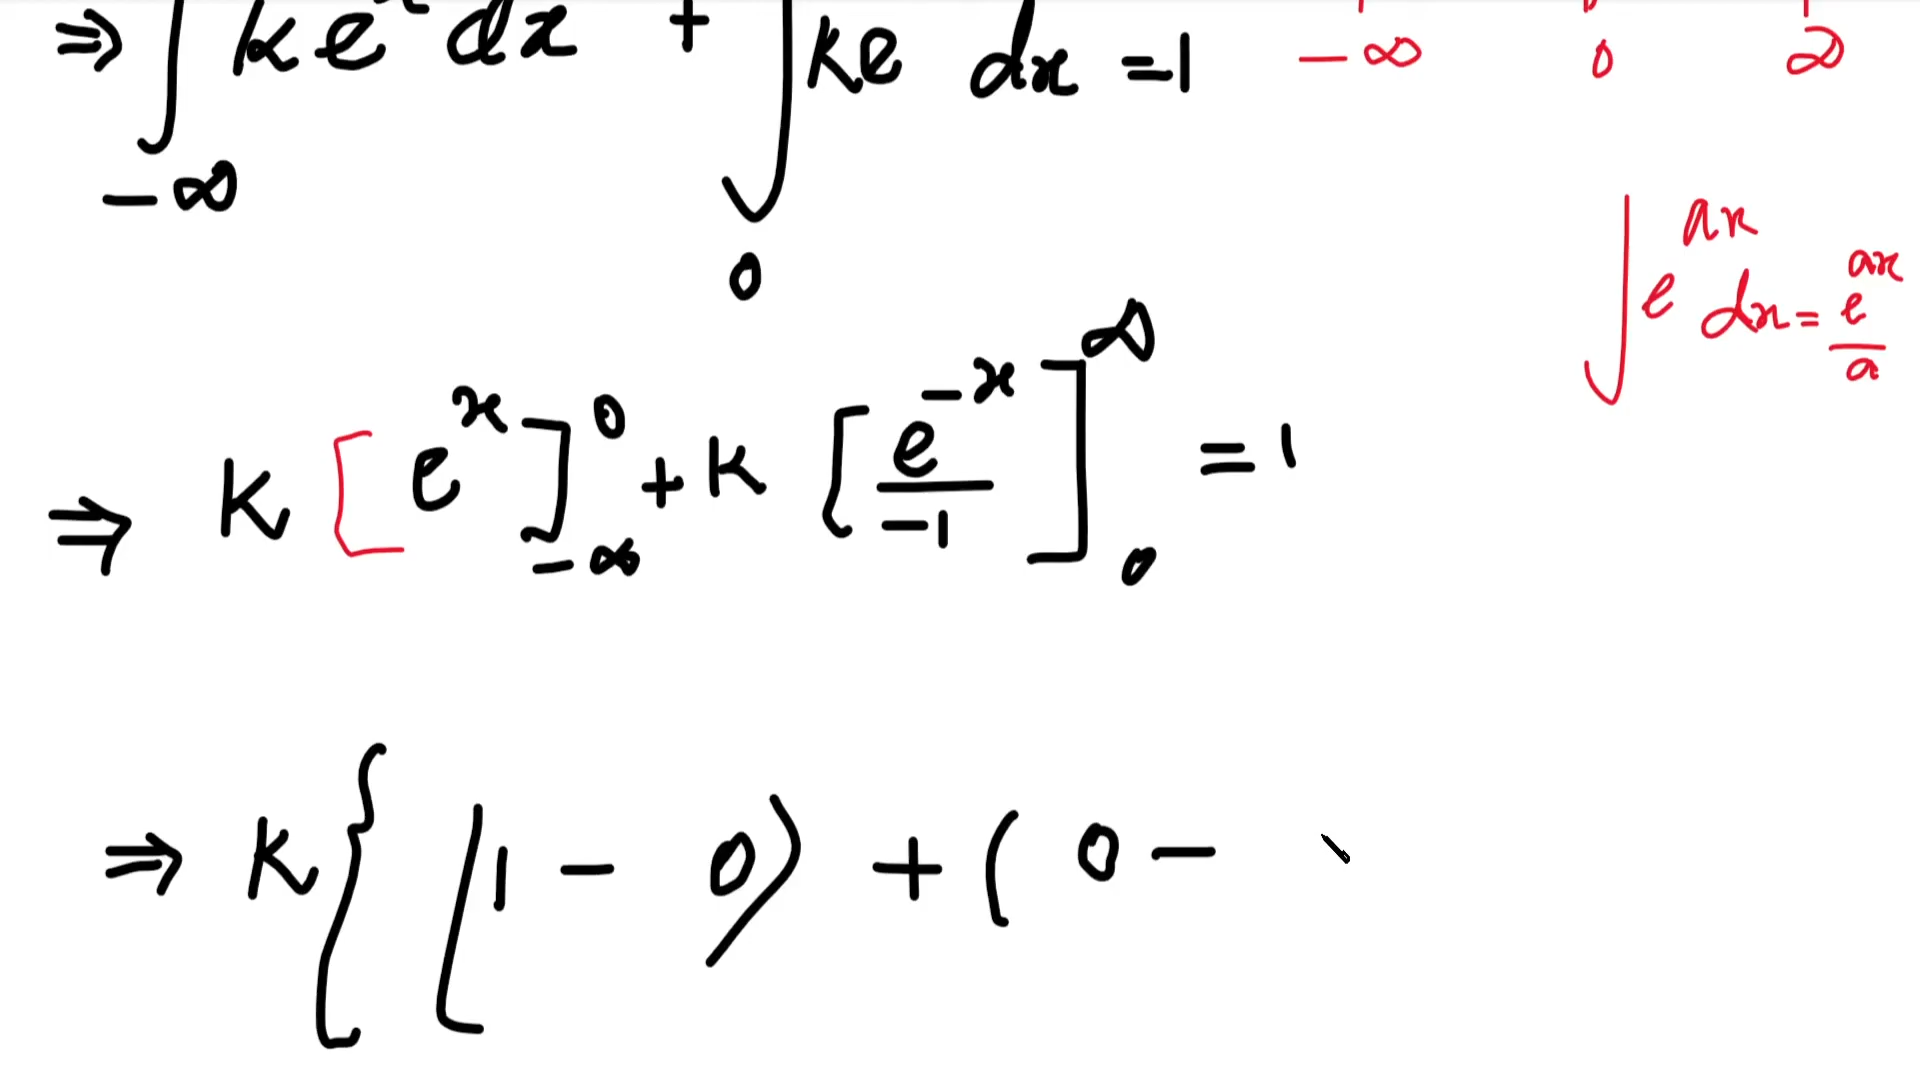 ⇒ ∫_{-∞} k e^x dx + ∫_0 ke dx = 1
-∞ 0 ∞
∫ e^{ax} dx = e^{ax}/a
⇒ K [e^x]_{-∞}^0 + K [e^{-x}/-1]_0^∞ = 1
⇒ K { (1 - 0) + ( 0 -